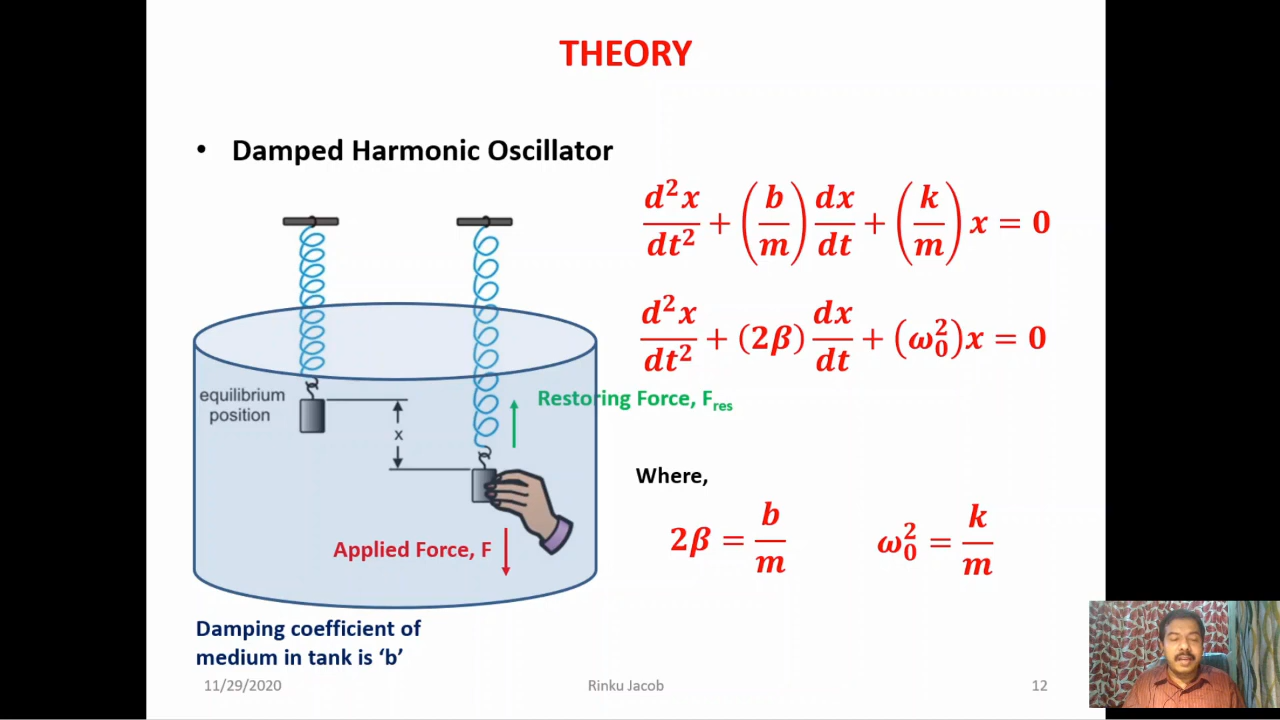 THEORY
• Damped Harmonic Oscillator
d²x/dt² + (b/m) dx/dt + (k/m) x = 0
d²x/dt² + (2β) dx/dt + (ω₀²) x = 0
equilibrium
position
x
Restoring Force, Fres
Where,
2β = b/m
ω₀² = k/m
Applied Force, F
Damping coefficient of
medium in tank is ‘b’
11/29/2020
Rinku Jacob
12